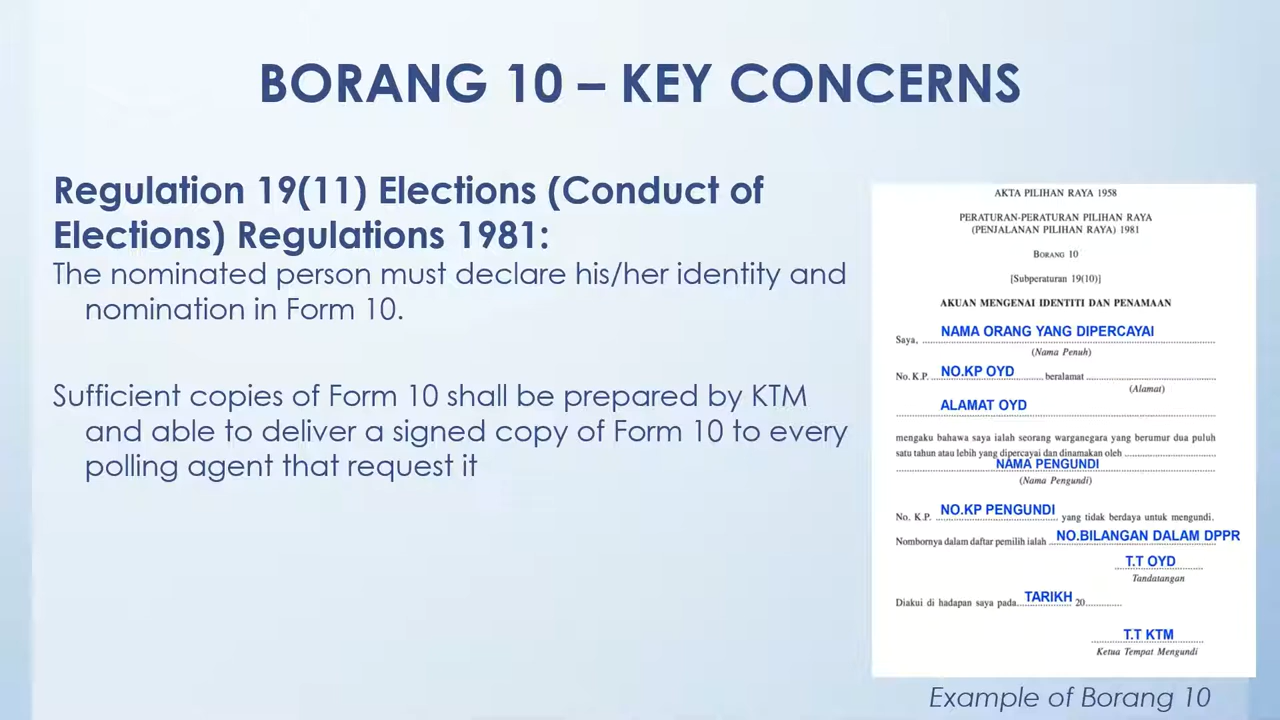 BORANG 10 – KEY CONCERNS
Regulation 19(11) Elections (Conduct of
Elections) Regulations 1981:
The nominated person must declare his/her identity and
nomination in Form 10.
Sufficient copies of Form 10 shall be prepared by KTM
and able to deliver a signed copy of Form 10 to every
polling agent that request it
AKTA PILIHAN RAYA 1958
PERATURAN-PERATURAN PILIHAN RAYA
(PENJALANAN PILIHAN RAYA) 1981
BORANG 10
[Subperaturan 19(10)]
AKUAN MENGENAI IDENTITI DAN PENAMAAN
NAMA ORANG YANG DIPERCAYAI
Saya, ..........
(Nama Penuh)
No. K.P. NO.KP OYD beralamat ..........
(Alamat)
ALAMAT OYD
mengaku bahawa saya ialah seorang warganegara yang berumur dua puluh
satu tahun atau lebih yang dipercayai dan dinamakan oleh ..........
NAMA PENGUNDI
(Nama Pengundi)
No. K.P. NO.KP PENGUNDI yang tidak berdaya untuk mengundi.
Nombornya dalam daftar pemilih ialah NO.BILANGAN DALAM DPPR
T.T OYD
Tandatangan
Diakui di hadapan saya pada TARIKH 20..........
T.T KTM
Ketua Tempat Mengundi
Example of Borang 10